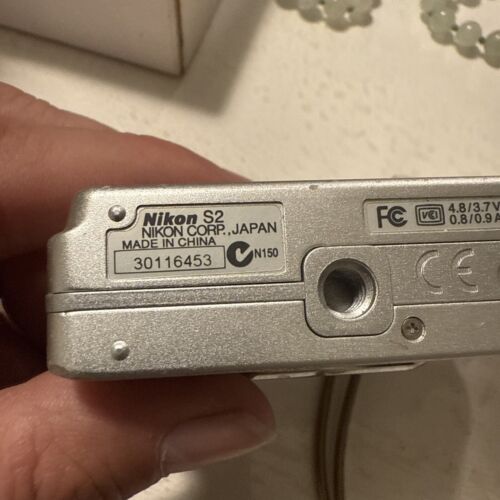 Nikon S2
NIKON CORP., JAPAN
MADE IN CHINA
30116453
N150
FC
VCI
4.8/3.7V
0.8/0.9A
CE